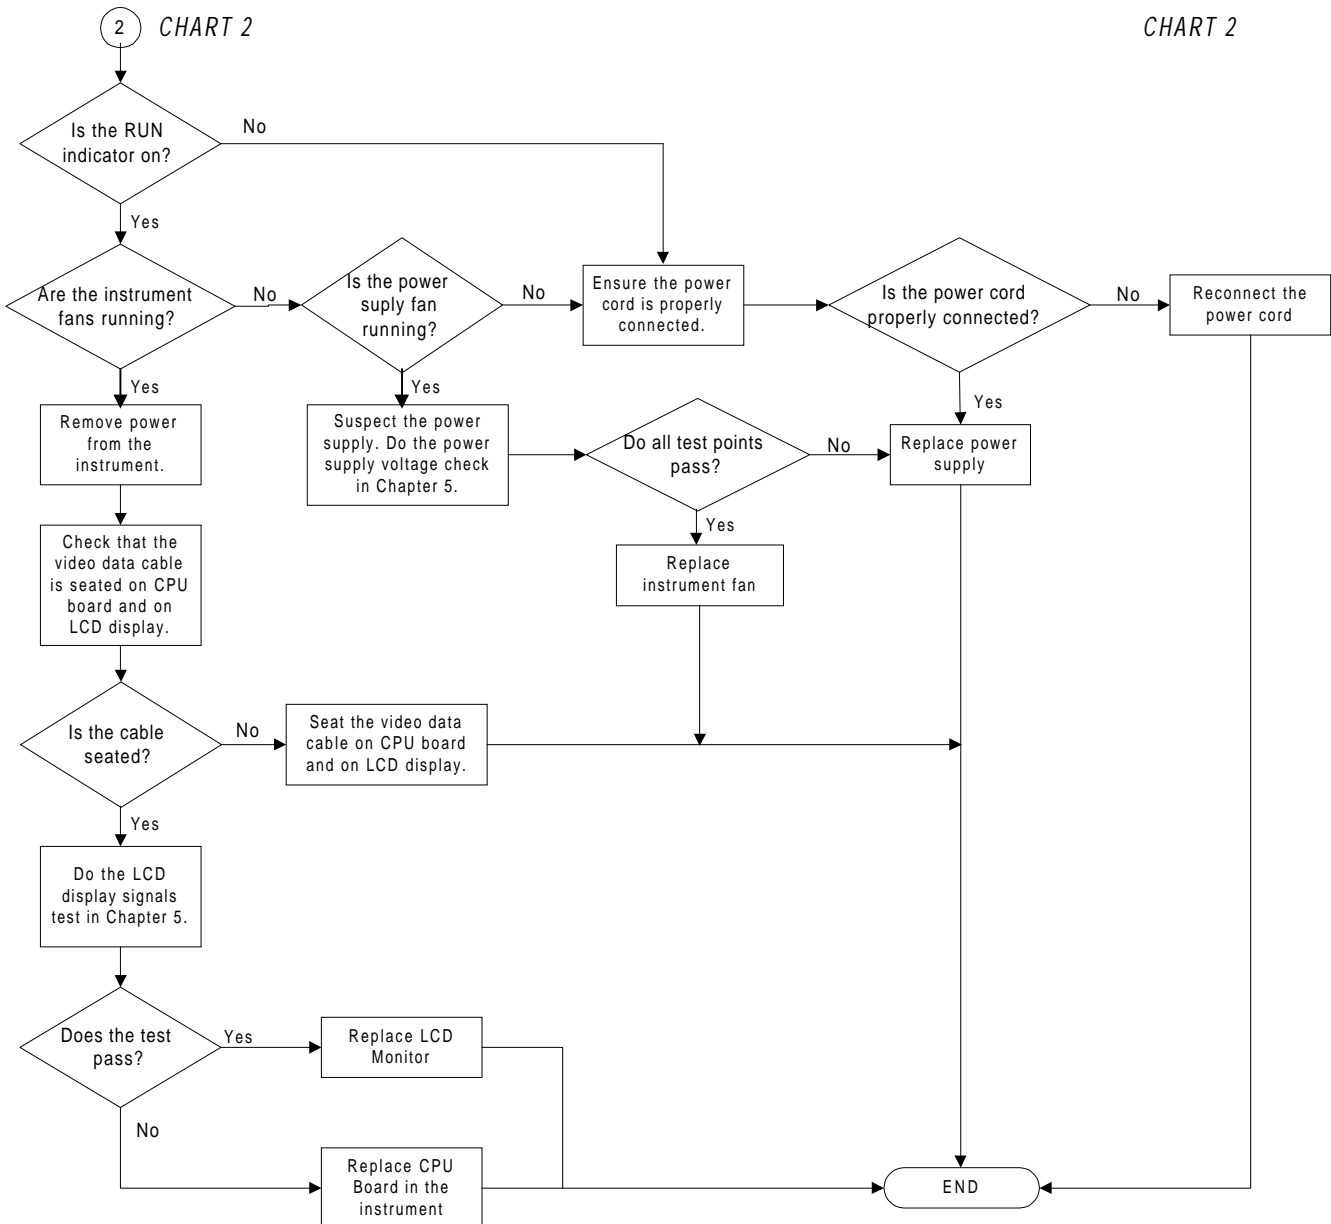 2
CHART 2
CHART 2
Is the RUN
indicator on?
No
Yes
Are the instrument
fans running?
No
Is the power
suply fan
running?
No
Ensure the power
cord is properly
connected.
Is the power cord
properly connected?
No
Reconnect the
power cord
Yes
Remove power
from the
instrument.
Yes
Suspect the power
supply. Do the power
supply voltage check
in Chapter 5.
Do all test points
pass?
No
Yes
Replace power
supply
Yes
Replace
instrument fan
Check that the
video data cable
is seated on CPU
board and on
LCD display.
Is the cable
seated?
No
Seat the video data
cable on CPU board
and on LCD display.
Yes
Do the LCD
display signals
test in Chapter 5.
Does the test
pass?
Yes
Replace LCD
Monitor
No
Replace CPU
Board in the
instrument
END